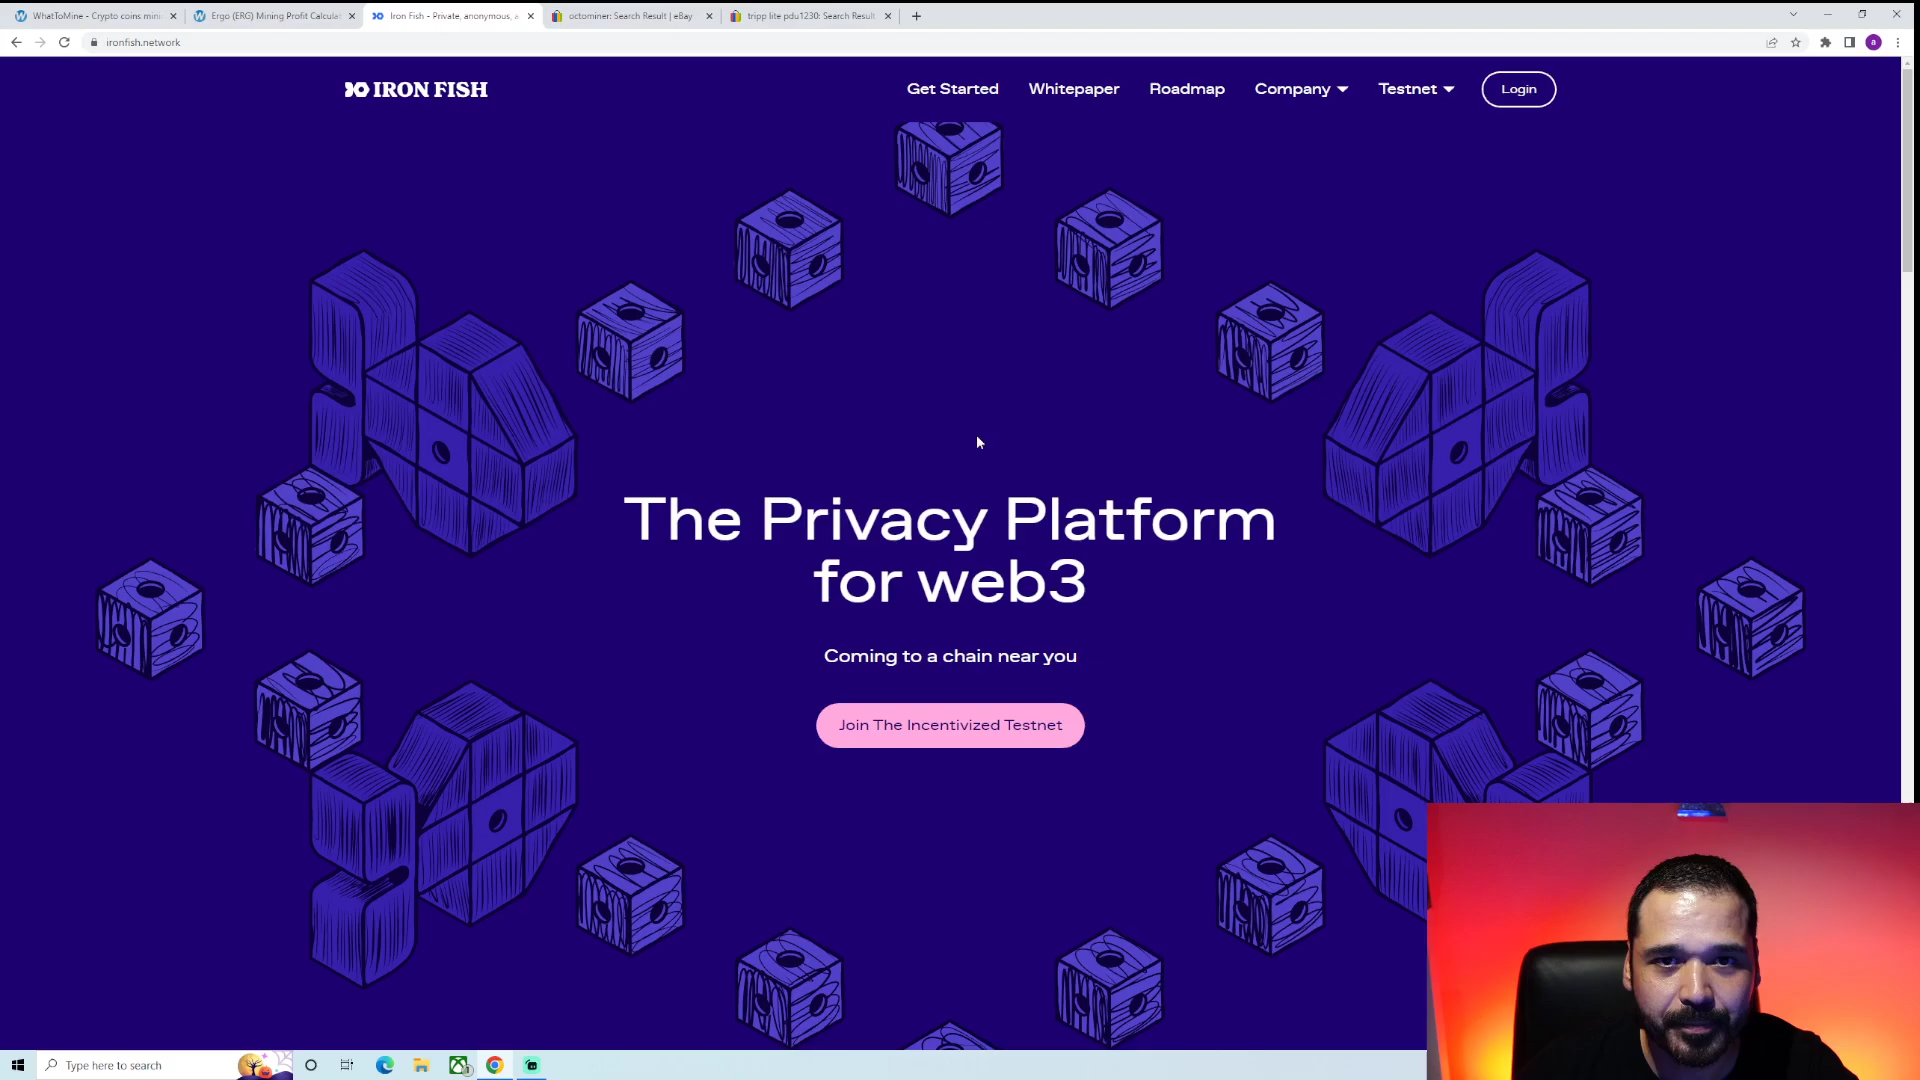 WhatToMine - Crypto coins mini
Ergo (ERG) Mining Profit Calculat
Iron Fish - Private, anonymous, a
octominer: Search Result | eBay
tripp lite pdu1230: Search Result
ironfish.network
a
IRON FISH
Get Started
Whitepaper
Roadmap
Company
Testnet
Login
The Privacy Platform
for web3
Coming to a chain near you
Join The Incentivized Testnet
Type here to search